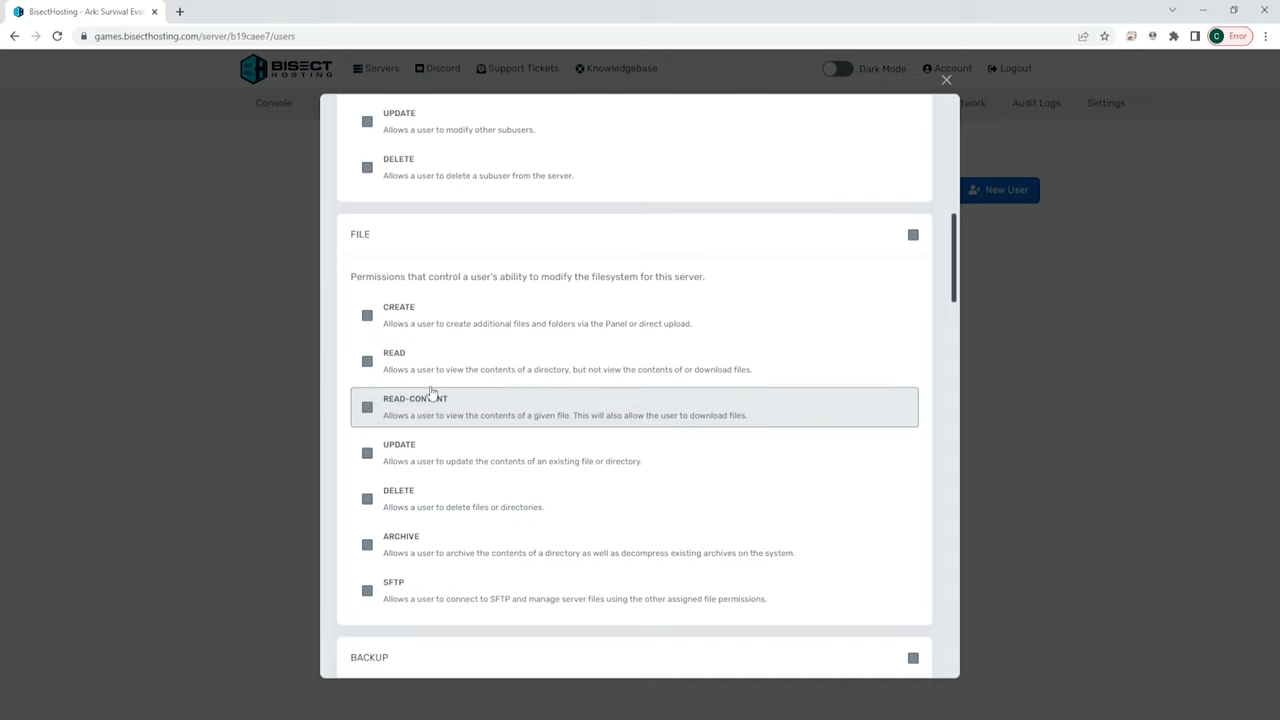 BisectHosting - Ark: Survival Evol
games.bisecthosting.com/server/b19caee7/users
C Error
BISECT HOSTING
Servers
Discord
Support Tickets
Knowledgebase
Dark Mode
Account
Logout
Console
twork
Audit Logs
Settings
New User
UPDATE
Allows a user to modify other subusers.
DELETE
Allows a user to delete a subuser from the server.
FILE
Permissions that control a user's ability to modify the filesystem for this server.
CREATE
Allows a user to create additional files and folders via the Panel or direct upload.
READ
Allows a user to view the contents of a directory, but not view the contents of or download files.
READ-CONTENT
Allows a user to view the contents of a given file. This will also allow the user to download files.
UPDATE
Allows a user to update the contents of an existing file or directory.
DELETE
Allows a user to delete files or directories.
ARCHIVE
Allows a user to archive the contents of a directory as well as decompress existing archives on the system.
SFTP
Allows a user to connect to SFTP and manage server files using the other assigned file permissions.
BACKUP